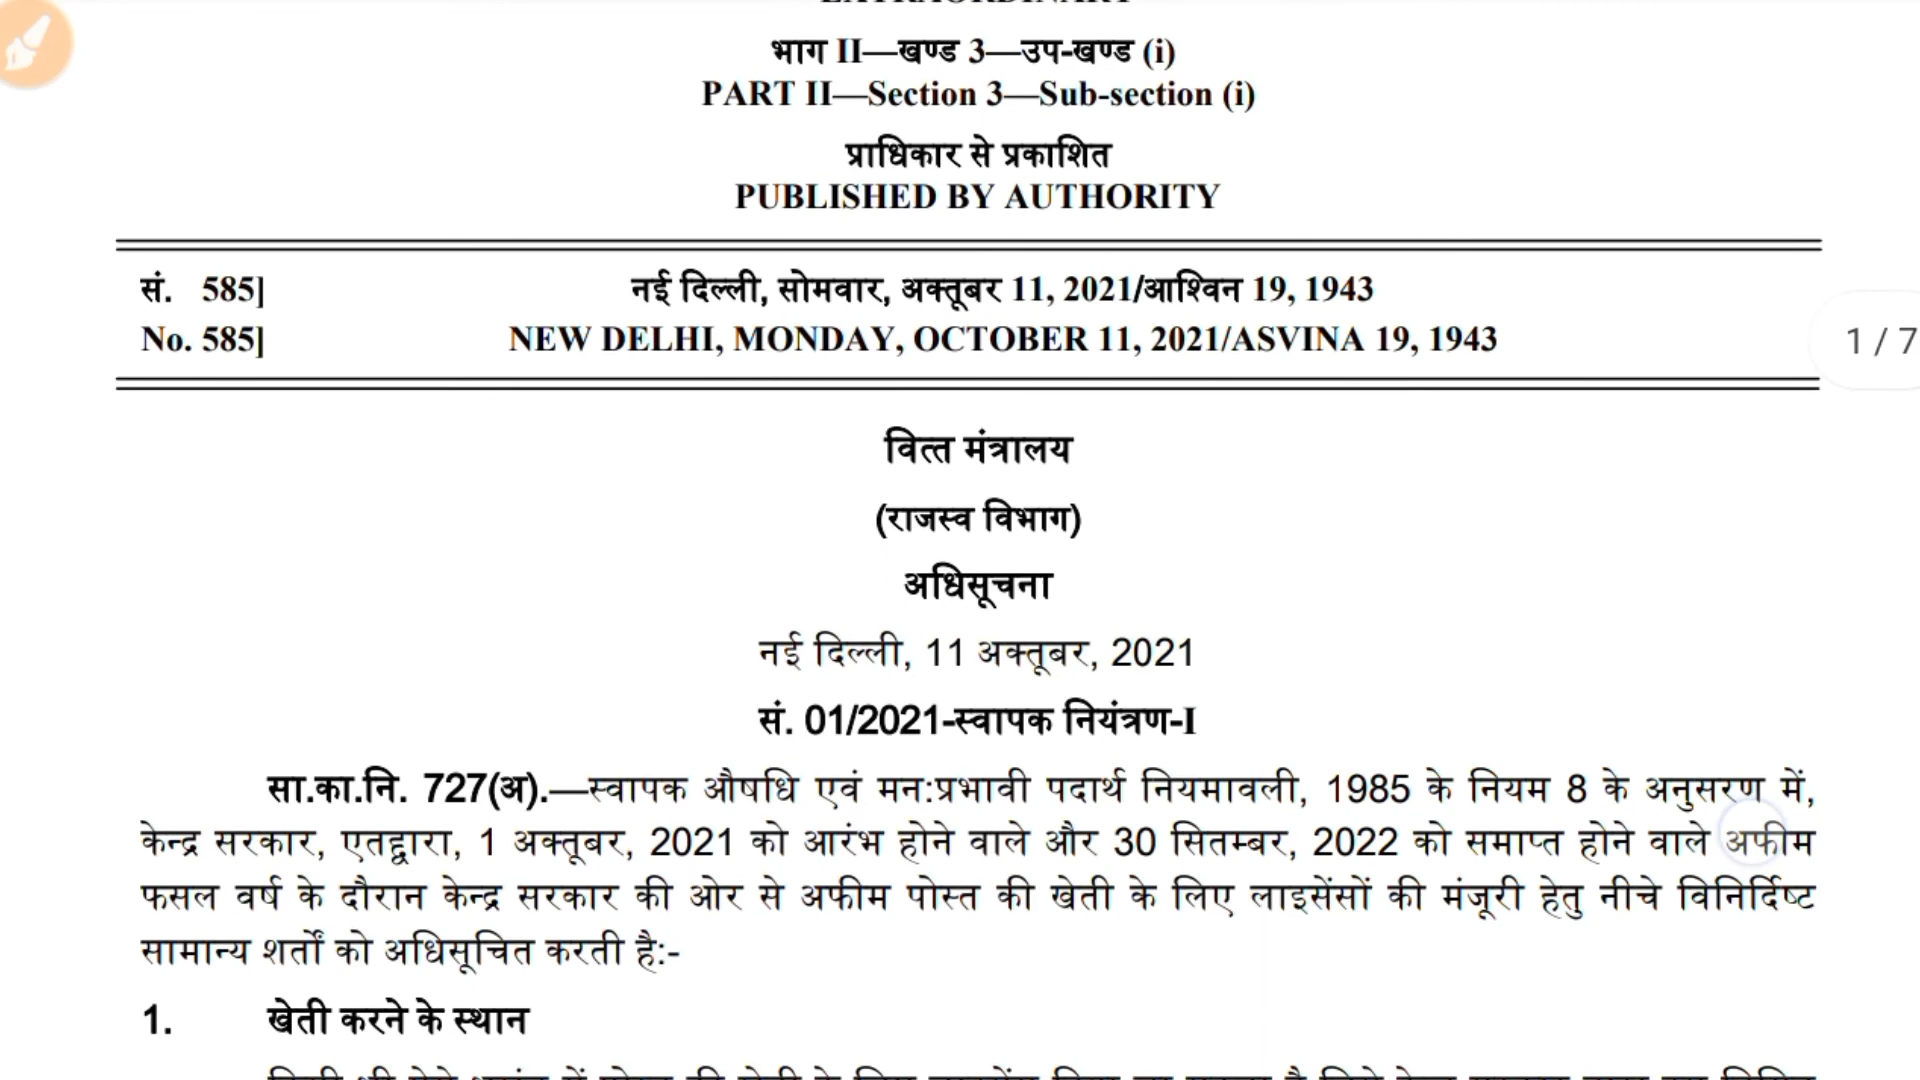 EXTRAORDINARY
भाग II—खण्ड 3—उप-खण्ड (i)
PART II—Section 3—Sub-section (i)
प्राधिकार से प्रकाशित
PUBLISHED BY AUTHORITY
सं. 585] नई दिल्ली, सोमवार, अक्तूबर 11, 2021/आश्विन 19, 1943
No. 585] NEW DELHI, MONDAY, OCTOBER 11, 2021/ASVINA 19, 1943
1 / 7
वित्त मंत्रालय
(राजस्व विभाग)
अधिसूचना
नई दिल्ली, 11 अक्तूबर, 2021
सं. 01/2021-स्वापक नियंत्रण-I
सा.का.नि. 727(अ).—स्वापक औषधि एवं मन:प्रभावी पदार्थ नियमावली, 1985 के नियम 8 के अनुसरण में,
केन्द्र सरकार, एतद्वारा, 1 अक्तूबर, 2021 को आरंभ होने वाले और 30 सितम्बर, 2022 को समाप्त होने वाले अफीम
फसल वर्ष के दौरान केन्द्र सरकार की ओर से अफीम पोस्त की खेती के लिए लाइसेंसों की मंजूरी हेतु नीचे विनिर्दिष्ट
सामान्य शर्तों को अधिसूचित करती है:-
1. खेती करने के स्थान